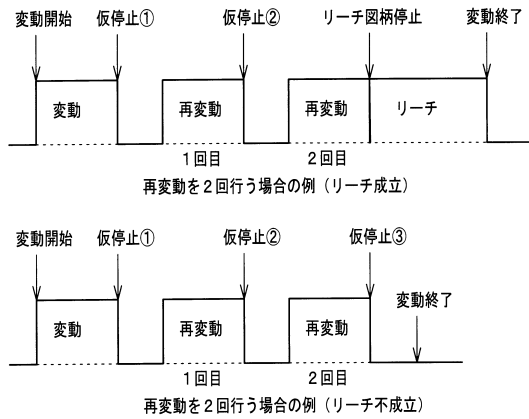 変動開始 仮停止① 仮停止② リーチ図柄停止 変動終了
変動 再変動 再変動 リーチ
1回目 2回目
再変動を2回行う場合の例（リーチ成立）
変動開始 仮停止① 仮停止② 仮停止③
変動終了
変動 再変動 再変動
1回目 2回目
再変動を2回行う場合の例（リーチ不成立）